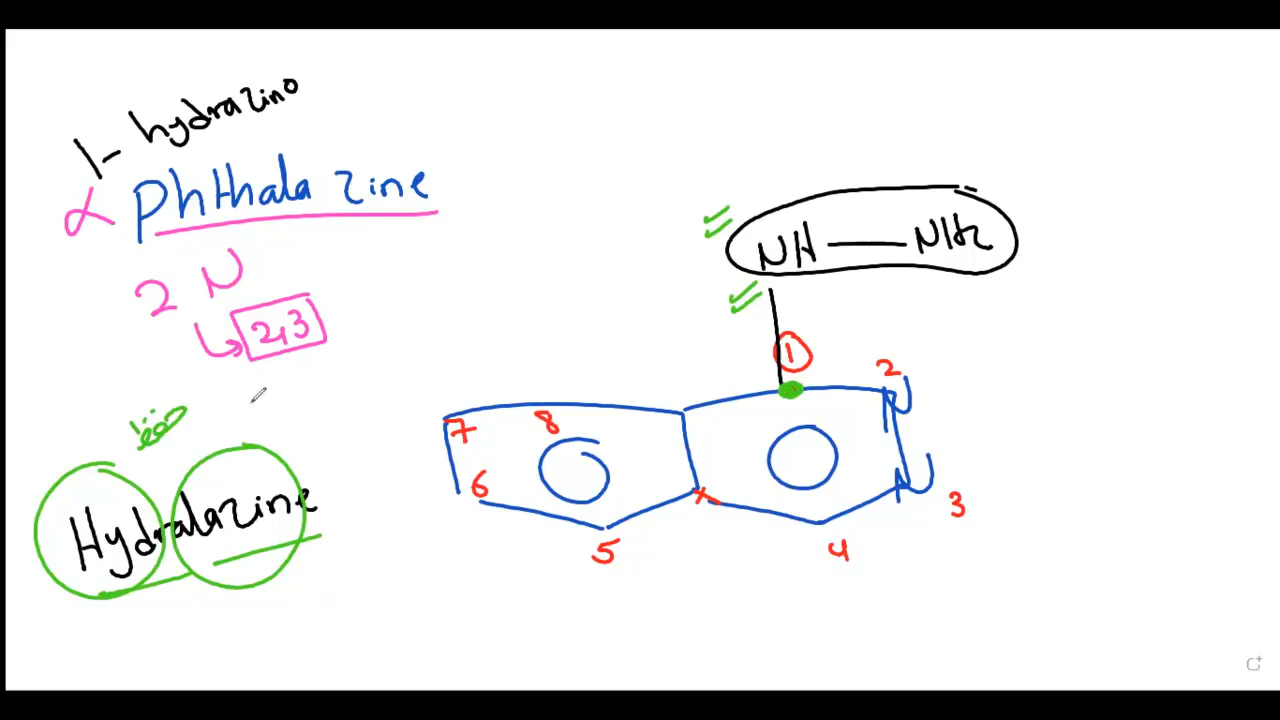 1- hydrazino
α Phthalazine
2 N
2,3
Hydralazine
NH — NH2
1
2
N
7
8
6
N
3
5
4